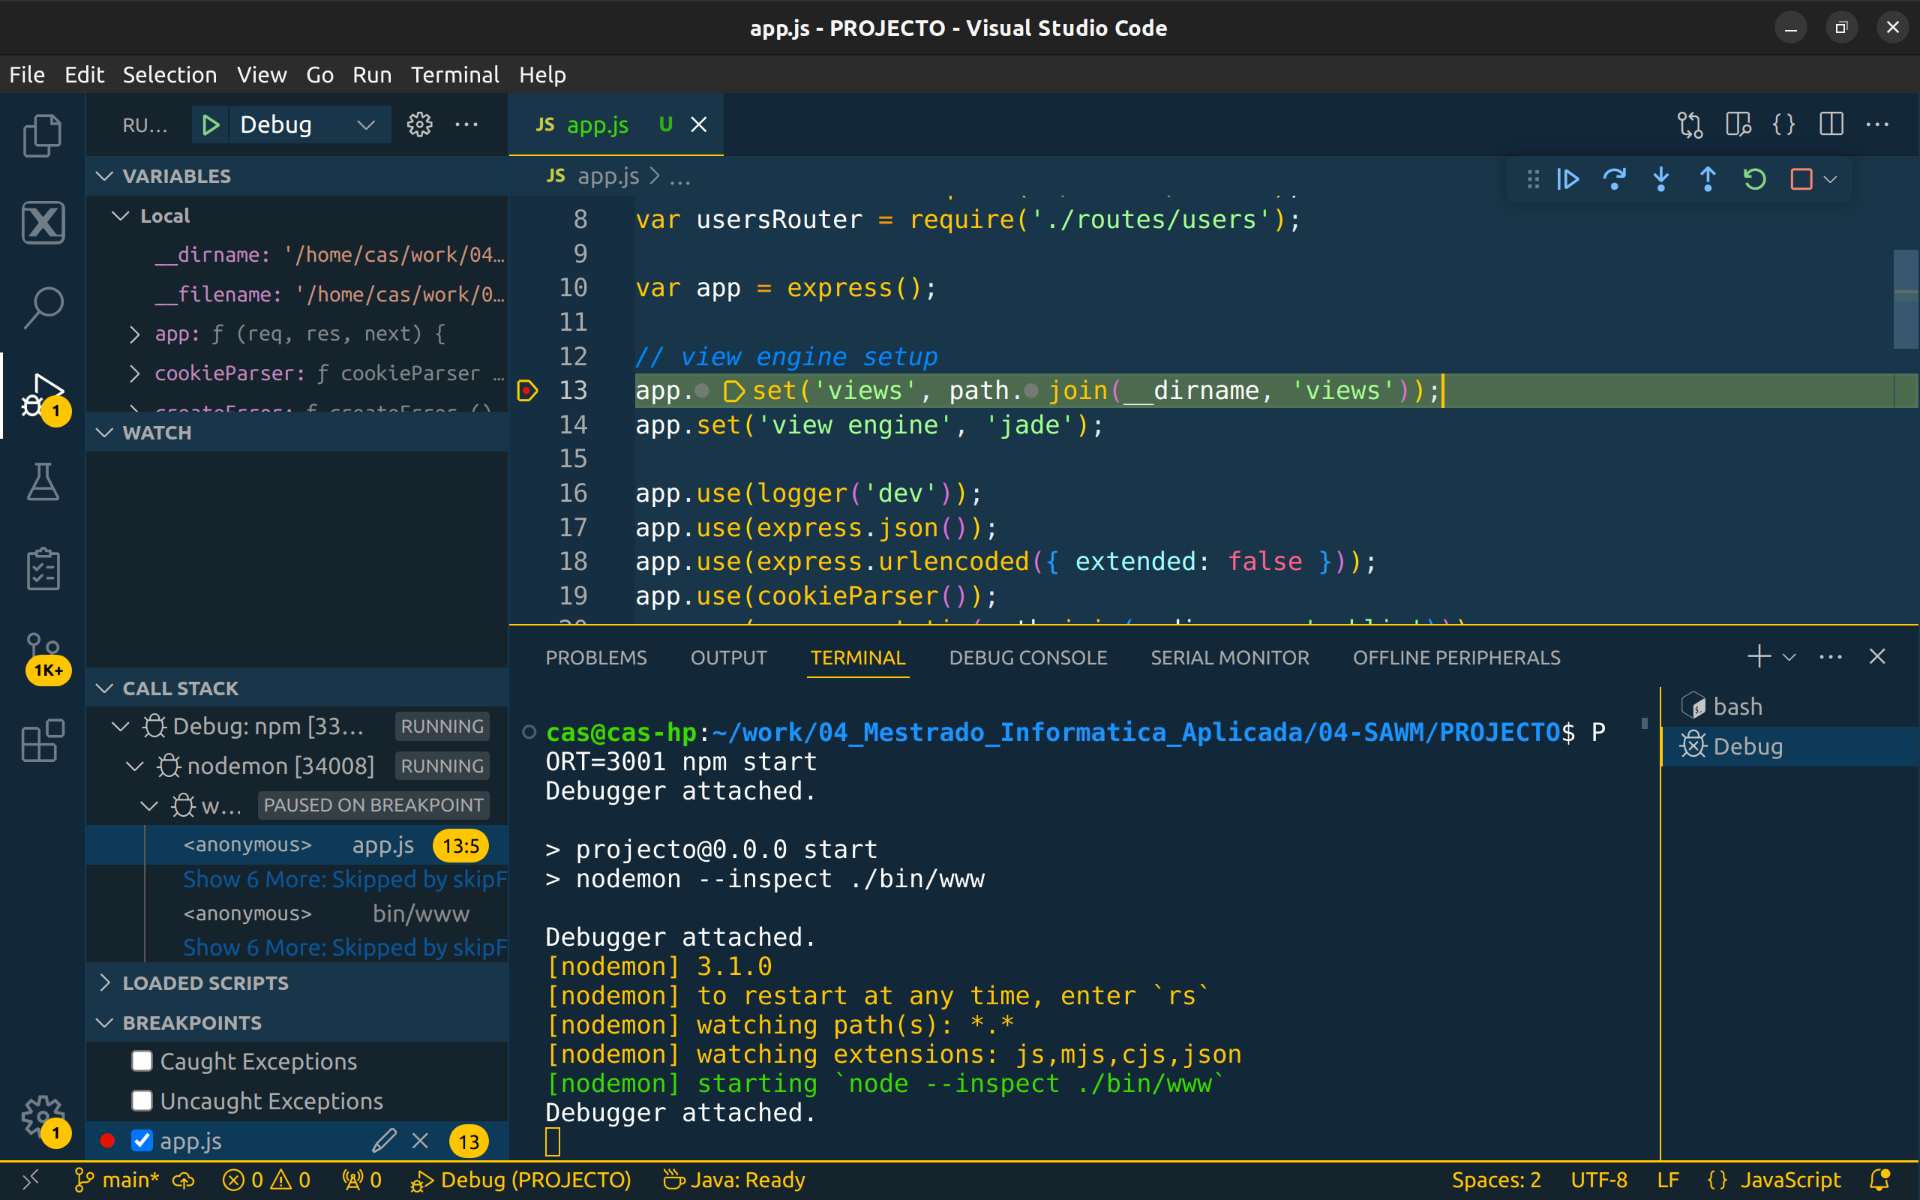 app.js - PROJECTO - Visual Studio Code
File Edit Selection View Go Run Terminal Help
RU... Debug
JS app.js U
JS app.js > ...
VARIABLES
Local
__dirname: '/home/cas/work/04...
__filename: '/home/cas/work/0...
app: ƒ (req, res, next) {
cookieParser: ƒ cookieParser ...
createError: ƒ createError ()
WATCH
CALL STACK
Debug: npm [33... RUNNING
nodemon [34008] RUNNING
w... PAUSED ON BREAKPOINT
<anonymous> app.js 13:5
Show 6 More: Skipped by skipF
<anonymous> bin/www
Show 6 More: Skipped by skipF
LOADED SCRIPTS
BREAKPOINTS
Caught Exceptions
Uncaught Exceptions
app.js 13
1
1K+
1
8 var usersRouter = require('./routes/users');
9
10 var app = express();
11
12 // view engine setup
13 app.set('views', path.join(__dirname, 'views'));
14 app.set('view engine', 'jade');
15
16 app.use(logger('dev'));
17 app.use(express.json());
18 app.use(express.urlencoded({ extended: false }));
19 app.use(cookieParser());
20
PROBLEMS OUTPUT TERMINAL DEBUG CONSOLE SERIAL MONITOR OFFLINE PERIPHERALS
cas@cas-hp:~/work/04_Mestrado_Informatica_Aplicada/04-SAWM/PROJECTO$ P
ORT=3001 npm start
Debugger attached.
> projecto@0.0.0 start
> nodemon --inspect ./bin/www
Debugger attached.
[nodemon] 3.1.0
[nodemon] to restart at any time, enter `rs`
[nodemon] watching path(s): *.*
[nodemon] watching extensions: js,mjs,cjs,json
[nodemon] starting `node --inspect ./bin/www`
Debugger attached.
bash
Debug
main* 0 0 0 Debug (PROJECTO) Java: Ready Spaces: 2 UTF-8 LF {} JavaScript